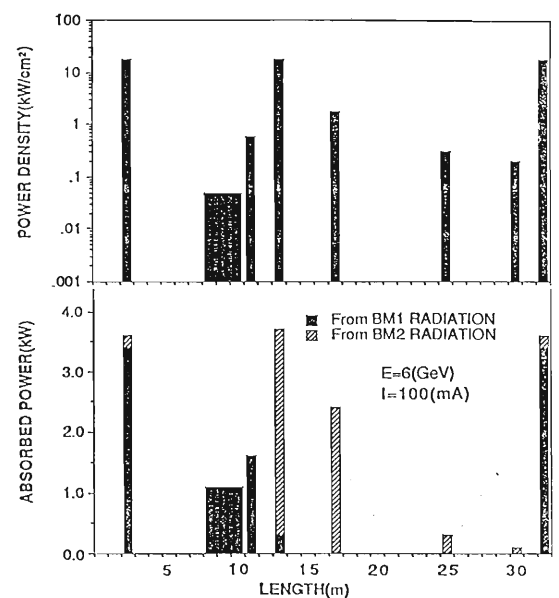 POWER DENSITY(kW/cm²)
100
10
1
.1
.01
.001
ABSORBED POWER(kW)
4.0
3.0
2.0
1.0
0.0
From BM1 RADIATION
From BM2 RADIATION
E=6(GeV)
I=100(mA)
5 10 15 20 25 30
LENGTH(m)